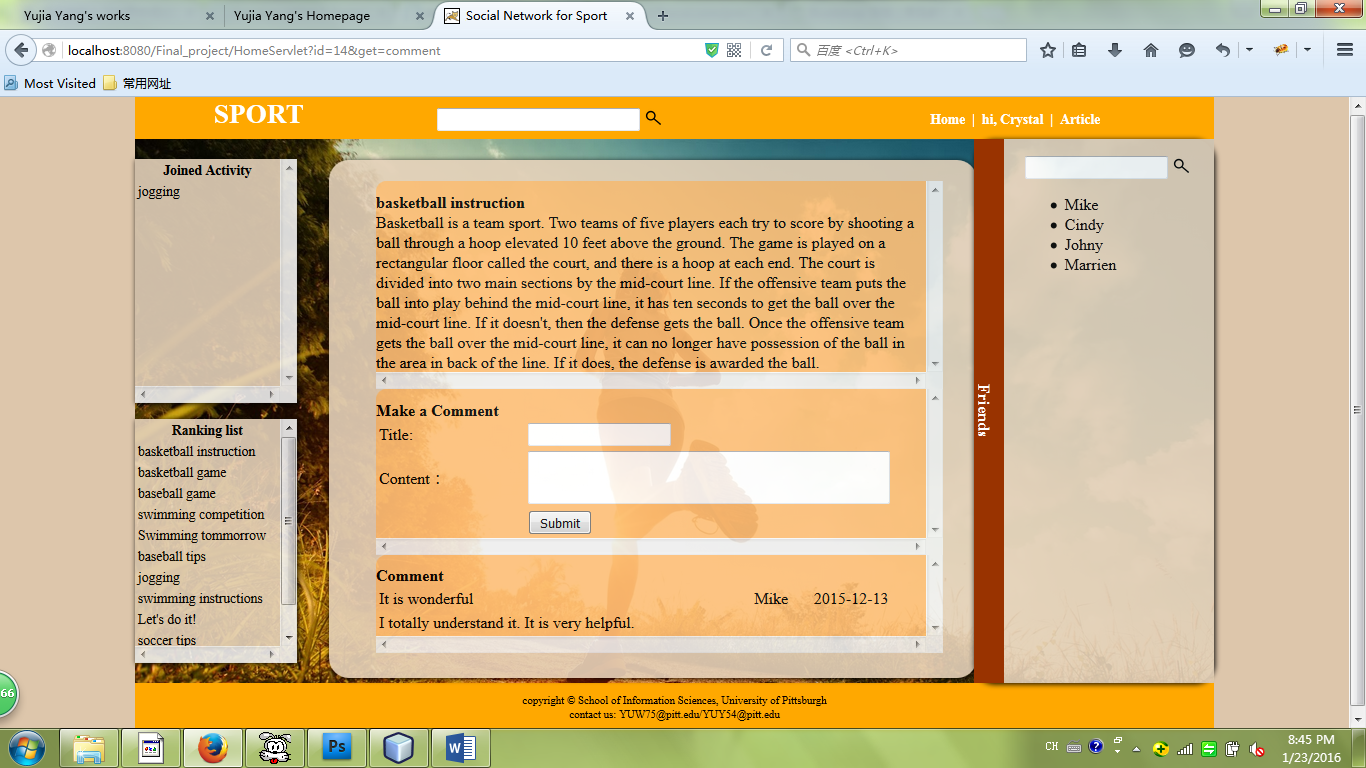 Yujia Yang's works
Yujia Yang's Homepage
Social Network for Sport
localhost:8080/Final_project/HomeServlet?id=14&get=comment
百度 <Ctrl+K>
Most Visited
常用网址
SPORT
Home | hi, Crystal | Article
Joined Activity
jogging
Ranking list
basketball instruction
basketball game
baseball game
swimming competition
Swimming tommorrow
baseball tips
jogging
swimming instructions
Let's do it!
soccer tips
basketball instruction
Basketball is a team sport. Two teams of five players each try to score by shooting a
ball through a hoop elevated 10 feet above the ground. The game is played on a
rectangular floor called the court, and there is a hoop at each end. The court is
divided into two main sections by the mid-court line. If the offensive team puts the
ball into play behind the mid-court line, it has ten seconds to get the ball over the
mid-court line. If it doesn't, then the defense gets the ball. Once the offensive team
gets the ball over the mid-court line, it can no longer have possession of the ball in
the area in back of the line. If it does, the defense is awarded the ball.
Make a Comment
Title:
Content：
Submit
Comment
It is wonderful Mike 2015-12-13
I totally understand it. It is very helpful.
Friends
Mike
Cindy
Johny
Marrien
66
copyright © School of Information Sciences, University of Pittsburgh
contact us: YUW75@pitt.edu/YUY54@pitt.edu
Ps
W
CH
8:45 PM
1/23/2016